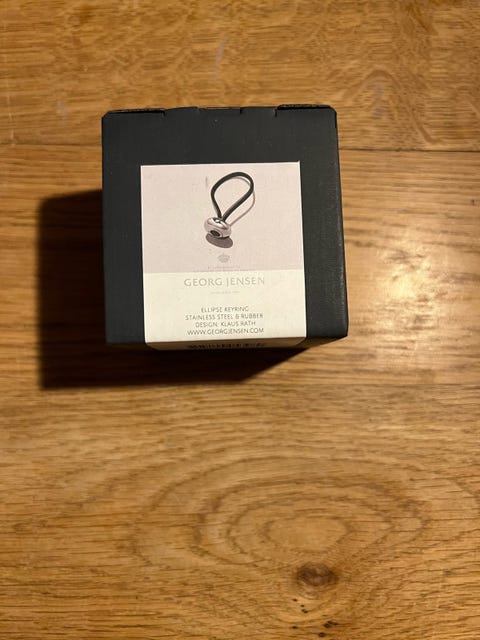 GEORG JENSEN
ELLIPSE KEYRING
STAINLESS STEEL & RUBBER
DESIGN: KLAUS RATH
WWW.GEORGJENSEN.COM